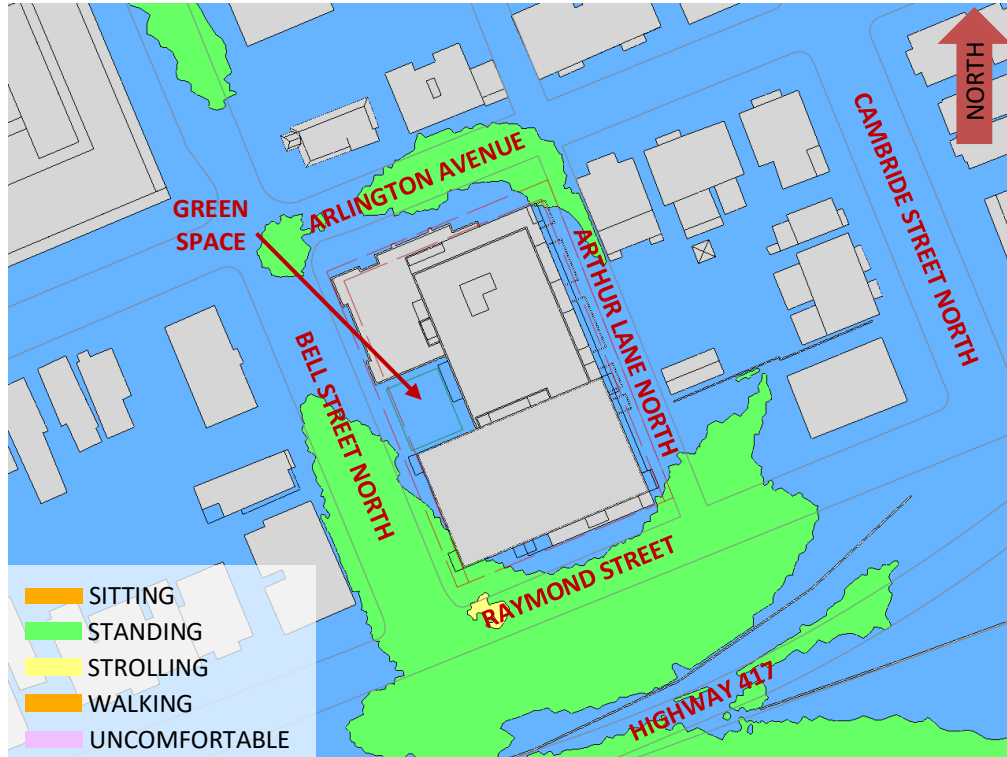 NORTH
CAMBRIDE STREET NORTH
ARLINGTON AVENUE
GREEN
SPACE
ARTHUR LANE NORTH
BELL STREET NORTH
RAYMOND STREET
HIGHWAY 417
SITTING
STANDING
STROLLING
WALKING
UNCOMFORTABLE